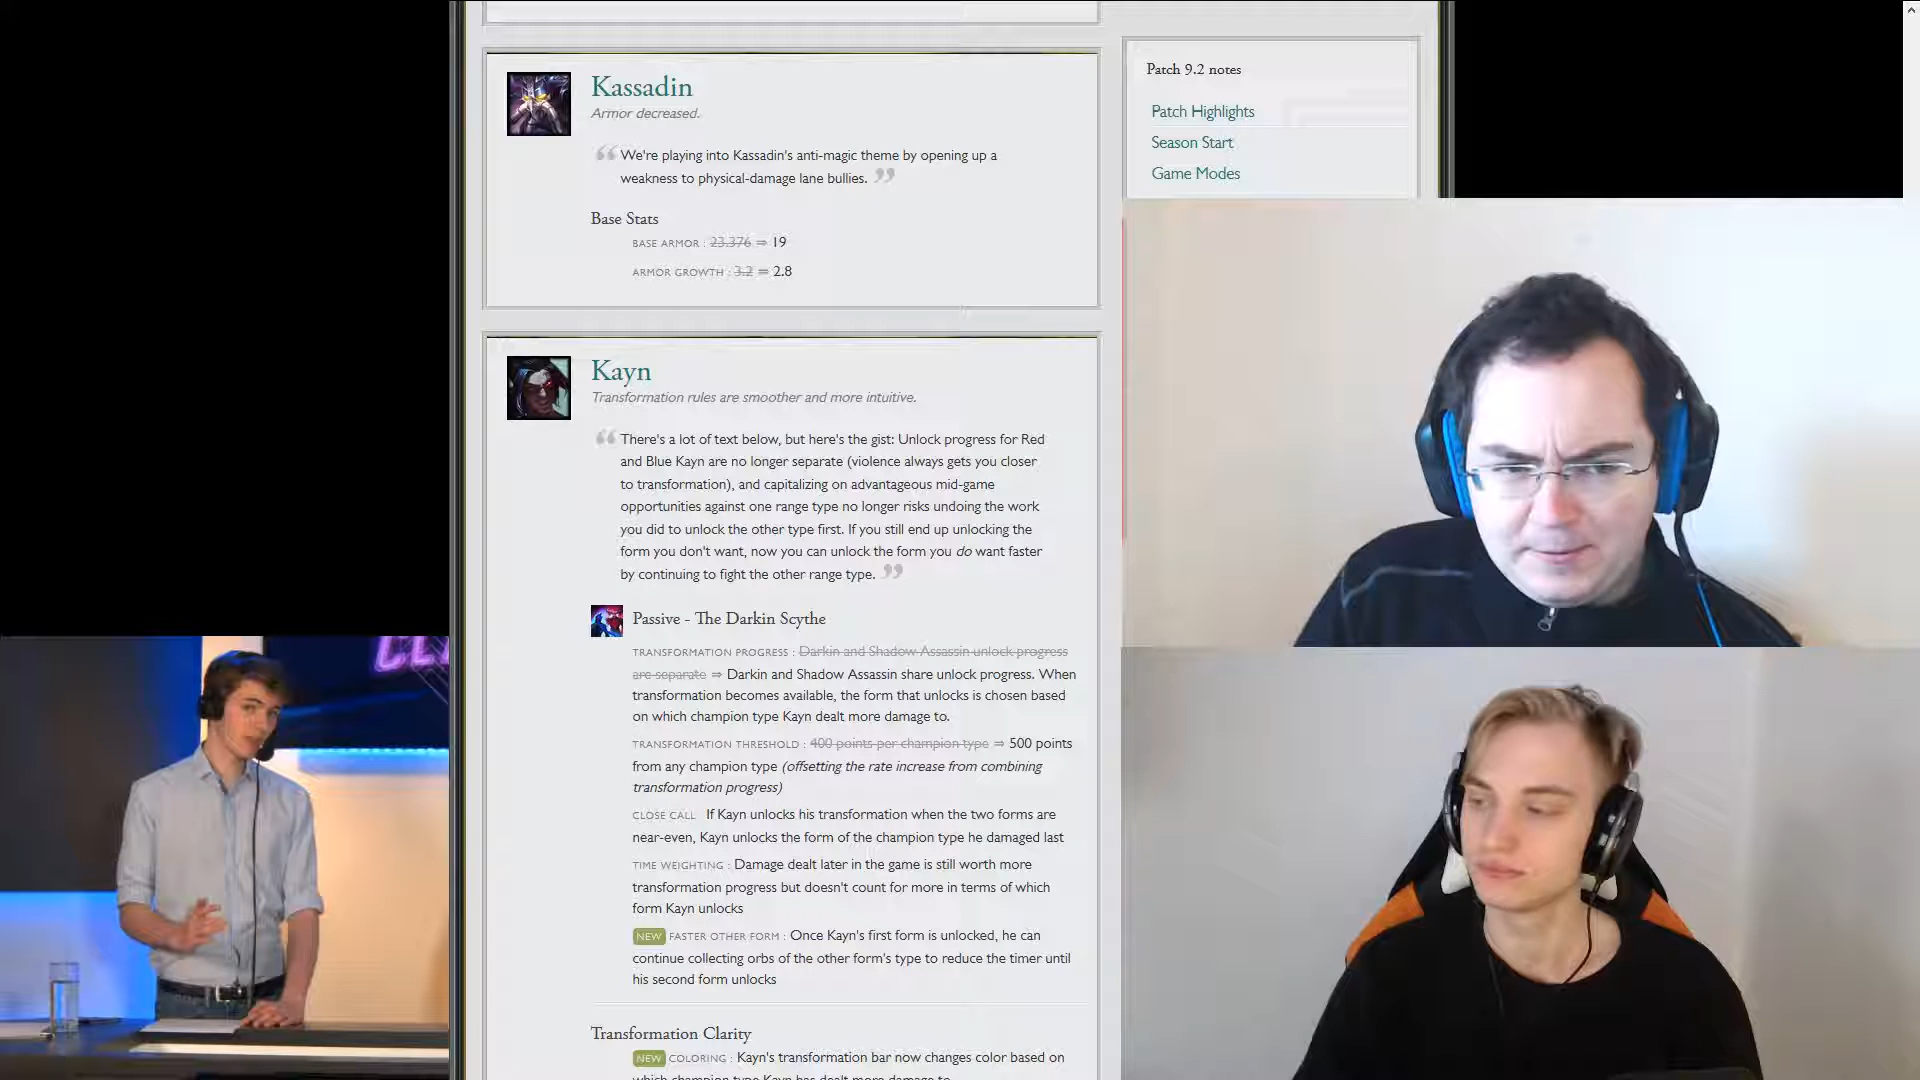 Kassadin
Armor decreased.
We're playing into Kassadin's anti-magic theme by opening up a
weakness to physical-damage lane bullies.
Base Stats
BASE ARMOR : 23.376 ⇒ 19
ARMOR GROWTH : 3.2 ⇒ 2.8
Kayn
Transformation rules are smoother and more intuitive.
There's a lot of text below, but here's the gist: Unlock progress for Red
and Blue Kayn are no longer separate (violence always gets you closer
to transformation), and capitalizing on advantageous mid-game
opportunities against one range type no longer risks undoing the work
you did to unlock the other type first. If you still end up unlocking the
form you don't want, now you can unlock the form you do want faster
by continuing to fight the other range type.
Passive - The Darkin Scythe
TRANSFORMATION PROGRESS : Darkin and Shadow Assassin unlock progress
are separate ⇒ Darkin and Shadow Assassin share unlock progress. When
transformation becomes available, the form that unlocks is chosen based
on which champion type Kayn dealt more damage to.
TRANSFORMATION THRESHOLD : 400 points per champion type ⇒ 500 points
from any champion type (offsetting the rate increase from combining
transformation progress)
CLOSE CALL If Kayn unlocks his transformation when the two forms are
near-even, Kayn unlocks the form of the champion type he damaged last
TIME WEIGHTING : Damage dealt later in the game is still worth more
transformation progress but doesn't count for more in terms of which
form Kayn unlocks
NEW FASTER OTHER FORM : Once Kayn's first form is unlocked, he can
continue collecting orbs of the other form's type to reduce the timer until
his second form unlocks
Transformation Clarity
NEW COLORING : Kayn's transformation bar now changes color based on
which champion type Kayn has dealt more damage to
Patch 9.2 notes
Patch Highlights
Season Start
Game Modes